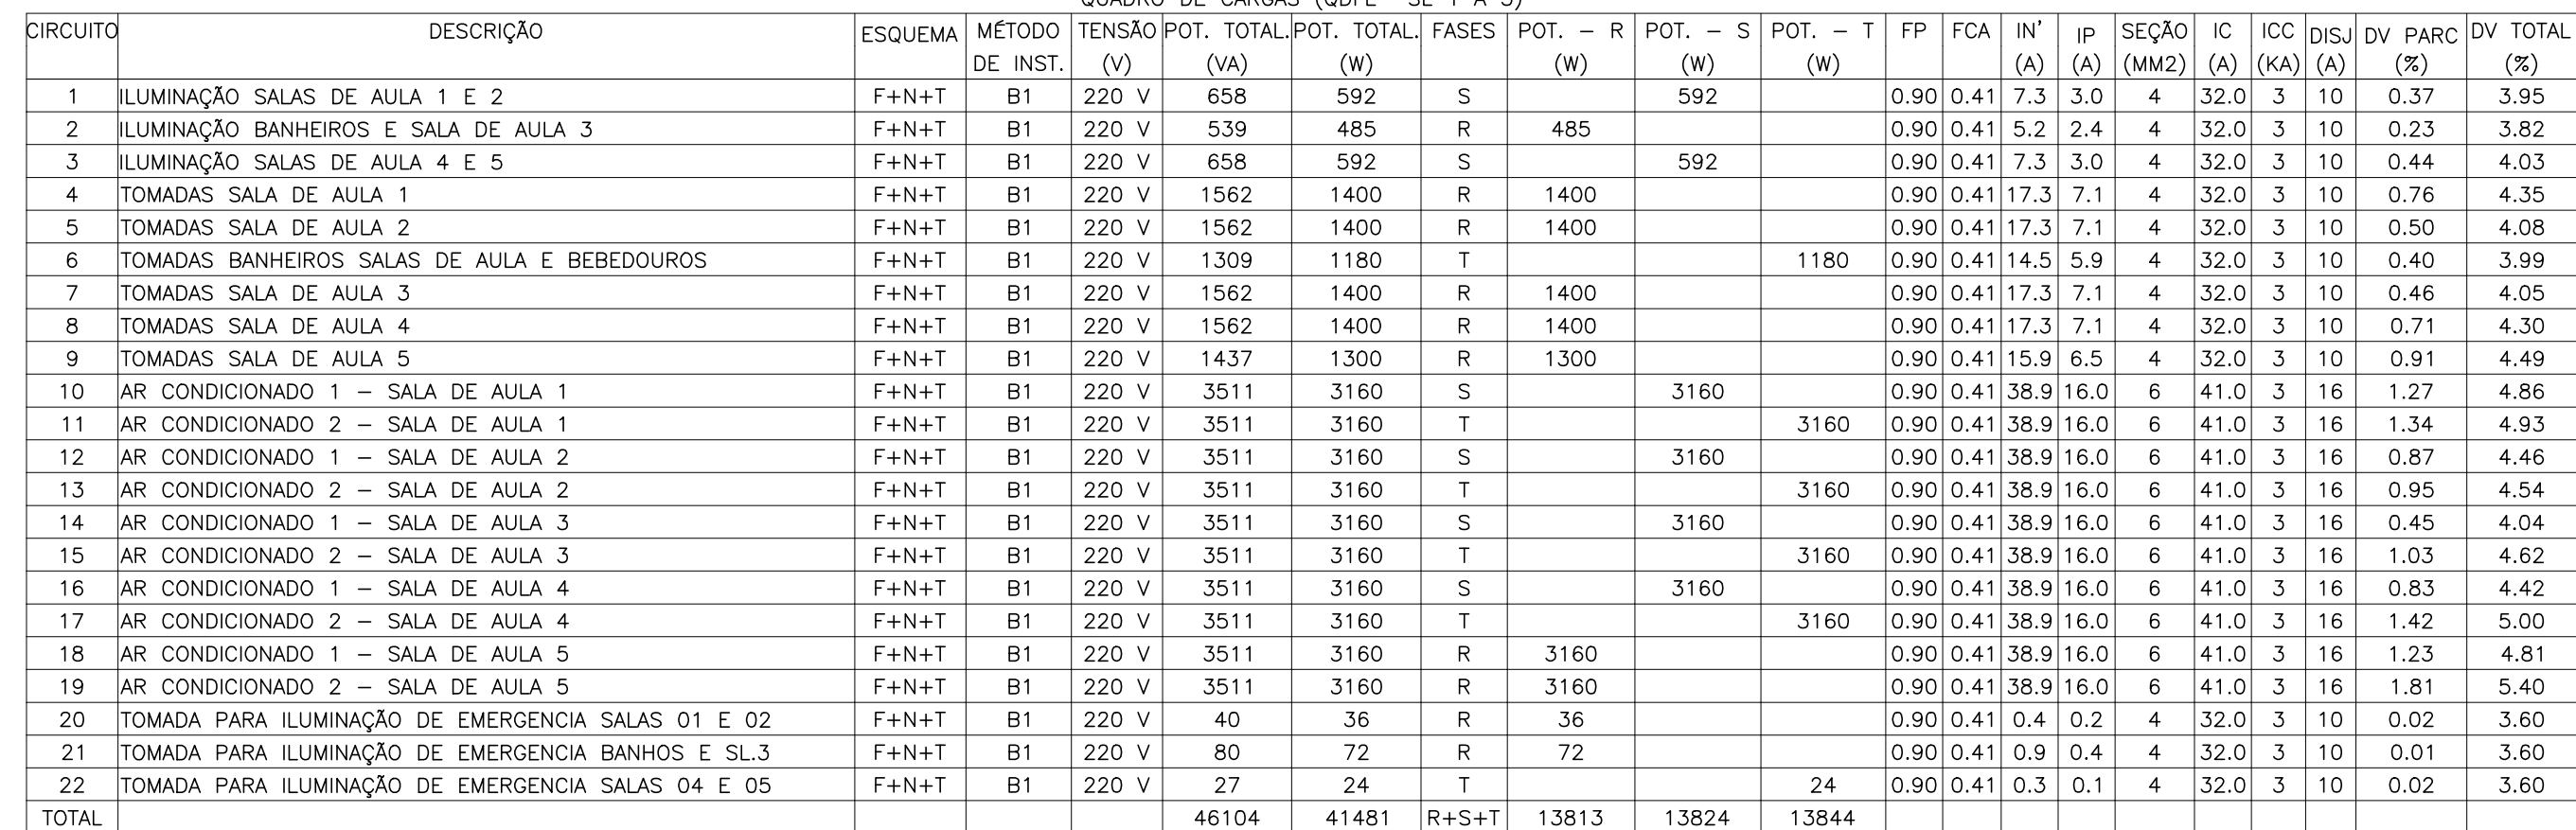 QUADRO DE CARGAS (QDFL- SL 1 A 5)
CIRCUITO DESCRIÇÃO ESQUEMA MÉTODO DE INST. TENSÃO (V) POT. TOTAL. (VA) POT. TOTAL. (W) FASES POT. – R (W) POT. – S (W) POT. – T (W) FP FCA IN' (A) IP (A) SEÇÃO (MM2) IC (A) ICC (KA) DISJ (A) DV PARC (%) DV TOTAL (%)
1 ILUMINAÇÃO SALAS DE AULA 1 E 2 F+N+T B1 220 V 658 592 S 592 0.90 0.41 7.3 3.0 4 32.0 3 10 0.37 3.95
2 ILUMINAÇÃO BANHEIROS E SALA DE AULA 3 F+N+T B1 220 V 539 485 R 485 0.90 0.41 5.2 2.4 4 32.0 3 10 0.23 3.82
3 ILUMINAÇÃO SALAS DE AULA 4 E 5 F+N+T B1 220 V 658 592 S 592 0.90 0.41 7.3 3.0 4 32.0 3 10 0.44 4.03
4 TOMADAS SALA DE AULA 1 F+N+T B1 220 V 1562 1400 R 1400 0.90 0.41 17.3 7.1 4 32.0 3 10 0.76 4.35
5 TOMADAS SALA DE AULA 2 F+N+T B1 220 V 1562 1400 R 1400 0.90 0.41 17.3 7.1 4 32.0 3 10 0.50 4.08
6 TOMADAS BANHEIROS SALAS DE AULA E BEBEDOUROS F+N+T B1 220 V 1309 1180 T 1180 0.90 0.41 14.5 5.9 4 32.0 3 10 0.40 3.99
7 TOMADAS SALA DE AULA 3 F+N+T B1 220 V 1562 1400 R 1400 0.90 0.41 17.3 7.1 4 32.0 3 10 0.46 4.05
8 TOMADAS SALA DE AULA 4 F+N+T B1 220 V 1562 1400 R 1400 0.90 0.41 17.3 7.1 4 32.0 3 10 0.71 4.30
9 TOMADAS SALA DE AULA 5 F+N+T B1 220 V 1437 1300 R 1300 0.90 0.41 15.9 6.5 4 32.0 3 10 0.91 4.49
10 AR CONDICIONADO 1 – SALA DE AULA 1 F+N+T B1 220 V 3511 3160 S 3160 0.90 0.41 38.9 16.0 6 41.0 3 16 1.27 4.86
11 AR CONDICIONADO 2 – SALA DE AULA 1 F+N+T B1 220 V 3511 3160 T 3160 0.90 0.41 38.9 16.0 6 41.0 3 16 1.34 4.93
12 AR CONDICIONADO 1 – SALA DE AULA 2 F+N+T B1 220 V 3511 3160 S 3160 0.90 0.41 38.9 16.0 6 41.0 3 16 0.87 4.46
13 AR CONDICIONADO 2 – SALA DE AULA 2 F+N+T B1 220 V 3511 3160 T 3160 0.90 0.41 38.9 16.0 6 41.0 3 16 0.95 4.54
14 AR CONDICIONADO 1 – SALA DE AULA 3 F+N+T B1 220 V 3511 3160 S 3160 0.90 0.41 38.9 16.0 6 41.0 3 16 0.45 4.04
15 AR CONDICIONADO 2 – SALA DE AULA 3 F+N+T B1 220 V 3511 3160 T 3160 0.90 0.41 38.9 16.0 6 41.0 3 16 1.03 4.62
16 AR CONDICIONADO 1 – SALA DE AULA 4 F+N+T B1 220 V 3511 3160 S 3160 0.90 0.41 38.9 16.0 6 41.0 3 16 0.83 4.42
17 AR CONDICIONADO 2 – SALA DE AULA 4 F+N+T B1 220 V 3511 3160 T 3160 0.90 0.41 38.9 16.0 6 41.0 3 16 1.42 5.00
18 AR CONDICIONADO 1 – SALA DE AULA 5 F+N+T B1 220 V 3511 3160 R 3160 0.90 0.41 38.9 16.0 6 41.0 3 16 1.23 4.81
19 AR CONDICIONADO 2 – SALA DE AULA 5 F+N+T B1 220 V 3511 3160 R 3160 0.90 0.41 38.9 16.0 6 41.0 3 16 1.81 5.40
20 TOMADA PARA ILUMINAÇÃO DE EMERGENCIA SALAS 01 E 02 F+N+T B1 220 V 40 36 R 36 0.90 0.41 0.4 0.2 4 32.0 3 10 0.02 3.60
21 TOMADA PARA ILUMINAÇÃO DE EMERGENCIA BANHOS E SL.3 F+N+T B1 220 V 80 72 R 72 0.90 0.41 0.9 0.4 4 32.0 3 10 0.01 3.60
22 TOMADA PARA ILUMINAÇÃO DE EMERGENCIA SALAS 04 E 05 F+N+T B1 220 V 27 24 T 24 0.90 0.41 0.3 0.1 4 32.0 3 10 0.02 3.60
TOTAL 46104 41481 R+S+T 13813 13824 13844